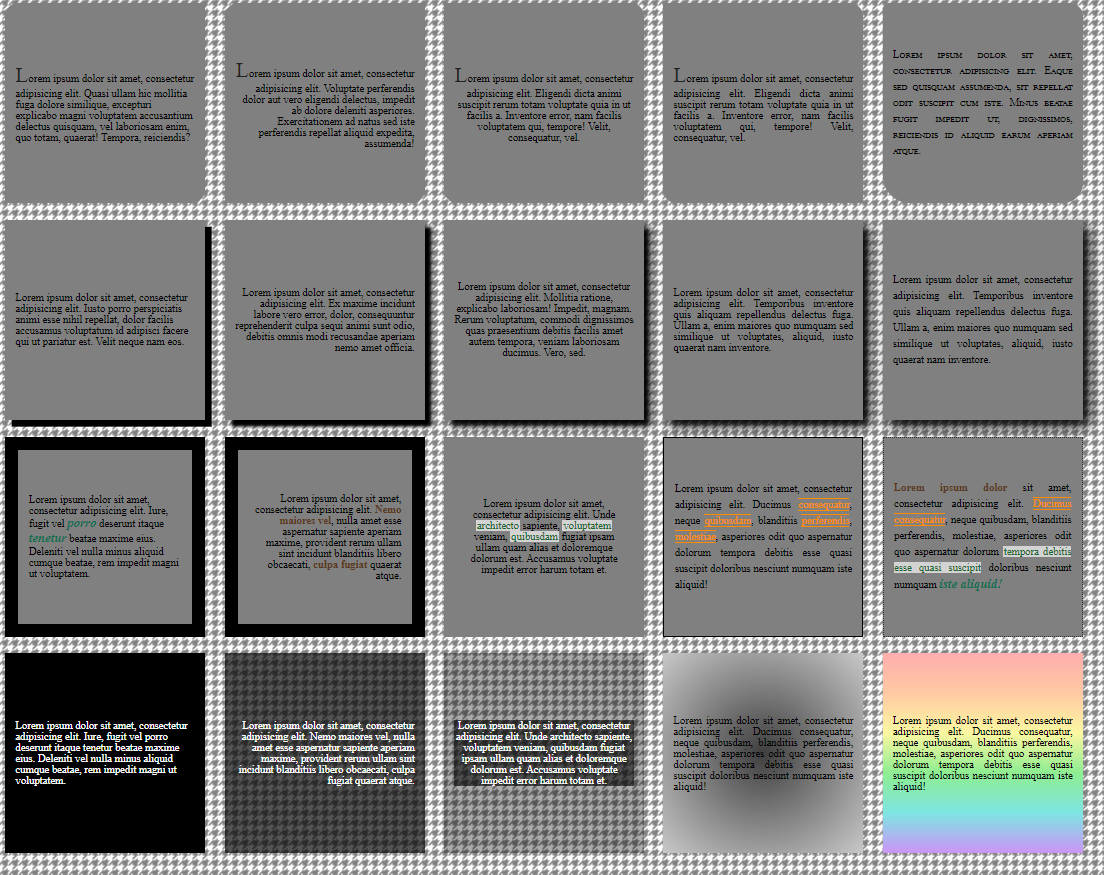 Lorem ipsum dolor sit amet, consectetur
adipisicing elit. Quasi ullam hic mollitia
fuga dolore similique, excepturi
explicabo magni voluptatem accusantium
delectus quisquam, vel laboriosam enim,
quo totam, quaerat! Tempora, reiciendis?
Lorem ipsum dolor sit amet, consectetur
adipisicing elit. Voluptate perferendis
dolor aut vero eligendi delectus, impedit
ab dolore deleniti asperiores.
Exercitationem ad natus sed iste
perferendis repellat aliquid expedita,
assumenda!
Lorem ipsum dolor sit amet, consectetur
adipisicing elit. Eligendi dicta animi
suscipit rerum totam voluptate quia in ut
facilis a. Inventore error, nam facilis
voluptatem qui, tempore! Velit,
consequatur, vel.
Lorem ipsum dolor sit amet, consectetur
adipisicing elit. Eligendi dicta animi
suscipit rerum totam voluptate quia in ut
facilis a. Inventore error, nam facilis
voluptatem qui, tempore! Velit,
consequatur, vel.
Lorem ipsum dolor sit amet,
consectetur adipisicing elit. Eaque
sed quisquam assumenda, sit repellat
odit suscipit cum iste. Minus beatae
fugit impedit ut, dignissimos,
reiciendis id aliquid earum aperiam
atque.
Lorem ipsum dolor sit amet, consectetur
adipisicing elit. Iusto porro perspiciatis
animi esse nihil repellat, dolor facilis
accusamus voluptatum id adipisci facere
qui ut pariatur est. Velit neque nam eos.
Lorem ipsum dolor sit amet, consectetur
adipisicing elit. Ex maxime incidunt
labore vero error, dolor, consequuntur
reprehenderit culpa sequi animi sunt odio,
debitis omnis modi recusandae aperiam
nemo amet officia.
Lorem ipsum dolor sit amet, consectetur
adipisicing elit. Mollitia ratione,
explicabo laboriosam! Impedit, magnam.
Rerum voluptatum, commodi dignissimos
quas praesentium debitis facilis amet
autem tempora, veniam laboriosam
ducimus. Vero, sed.
Lorem ipsum dolor sit amet, consectetur
adipisicing elit. Temporibus inventore
quis aliquam repellendus delectus fuga.
Ullam a, enim maiores quo numquam sed
similique ut voluptates, aliquid, iusto
quaerat nam inventore.
Lorem ipsum dolor sit amet, consectetur
adipisicing elit. Temporibus inventore
quis aliquam repellendus delectus fuga.
Ullam a, enim maiores quo numquam sed
similique ut voluptates, aliquid, iusto
quaerat nam inventore.
Lorem ipsum dolor sit amet,
consectetur adipisicing elit. Iure,
fugit vel porro deserunt itaque
tenetur beatae maxime eius.
Deleniti vel nulla minus aliquid
cumque beatae, rem impedit magni
ut voluptatem.
Lorem ipsum dolor sit amet,
consectetur adipisicing elit. Nemo
maiores vel, nulla amet esse
aspernatur sapiente aperiam
maxime, provident rerum ullam
sint incidunt blanditiis libero
obcaecati, culpa fugiat quaerat
atque.
Lorem ipsum dolor sit amet,
consectetur adipisicing elit. Unde
architecto sapiente, voluptatem
veniam, quibusdam fugiat ipsam
ullam quam alias et doloremque
dolorum est. Accusamus voluptate
impedit error harum totam et.
Lorem ipsum dolor sit amet, consectetur
adipisicing elit. Ducimus consequatur,
neque quibusdam, blanditiis perferendis,
molestiae, asperiores odit quo aspernatur
dolorum tempora debitis esse quasi
suscipit doloribus nesciunt numquam iste
aliquid!
Lorem ipsum dolor sit amet,
consectetur adipisicing elit. Ducimus
consequatur, neque quibusdam, blanditiis
perferendis, molestiae, asperiores odit
quo aspernatur dolorum tempora debitis
esse quasi suscipit doloribus nesciunt
numquam iste aliquid!
Lorem ipsum dolor sit amet, consectetur
adipisicing elit. Iure, fugit vel porro
deserunt itaque tenetur beatae maxime
eius. Deleniti vel nulla minus aliquid
cumque beatae, rem impedit magni ut
voluptatem.
Lorem ipsum dolor sit amet, consectetur
adipisicing elit. Nemo maiores vel, nulla
amet esse aspernatur sapiente aperiam
maxime, provident rerum ullam sint
incidunt blanditiis libero obcaecati, culpa
fugiat quaerat atque.
Lorem ipsum dolor sit amet, consectetur
adipisicing elit. Unde architecto sapiente,
voluptatem veniam, quibusdam fugiat
ipsam ullam quam alias et doloremque
dolorum est. Accusamus voluptate
impedit error harum totam et.
Lorem ipsum dolor sit amet, consectetur
adipisicing elit. Ducimus consequatur,
neque quibusdam, blanditiis perferendis,
molestiae, asperiores odit quo aspernatur
dolorum tempora debitis esse quasi
suscipit doloribus nesciunt numquam iste
aliquid!
Lorem ipsum dolor sit amet, consectetur
adipisicing elit. Ducimus consequatur,
neque quibusdam, blanditiis perferendis,
molestiae, asperiores odit quo aspernatur
dolorum tempora debitis esse quasi
suscipit doloribus nesciunt numquam iste
aliquid!